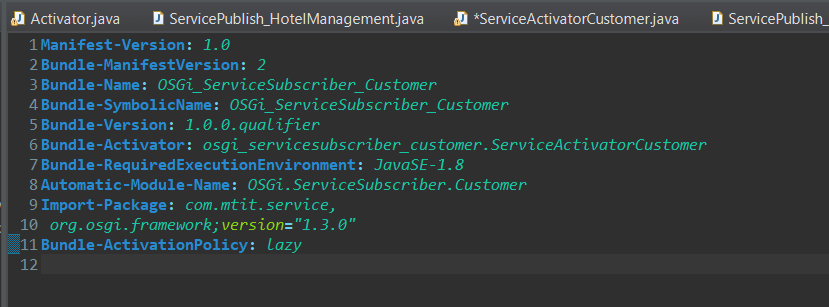 Activator.java ServicePublish_HotelManagement.java *ServiceActivatorCustomer.java ServicePublish_
1 Manifest-Version: 1.0
2 Bundle-ManifestVersion: 2
3 Bundle-Name: OSGi_ServiceSubscriber_Customer
4 Bundle-SymbolicName: OSGi_ServiceSubscriber_Customer
5 Bundle-Version: 1.0.0.qualifier
6 Bundle-Activator: osgi_servicesubscriber_customer.ServiceActivatorCustomer
7 Bundle-RequiredExecutionEnvironment: JavaSE-1.8
8 Automatic-Module-Name: OSGi.ServiceSubscriber.Customer
9 Import-Package: com.mtit.service,
10 org.osgi.framework;version="1.3.0"
11 Bundle-ActivationPolicy: lazy
12